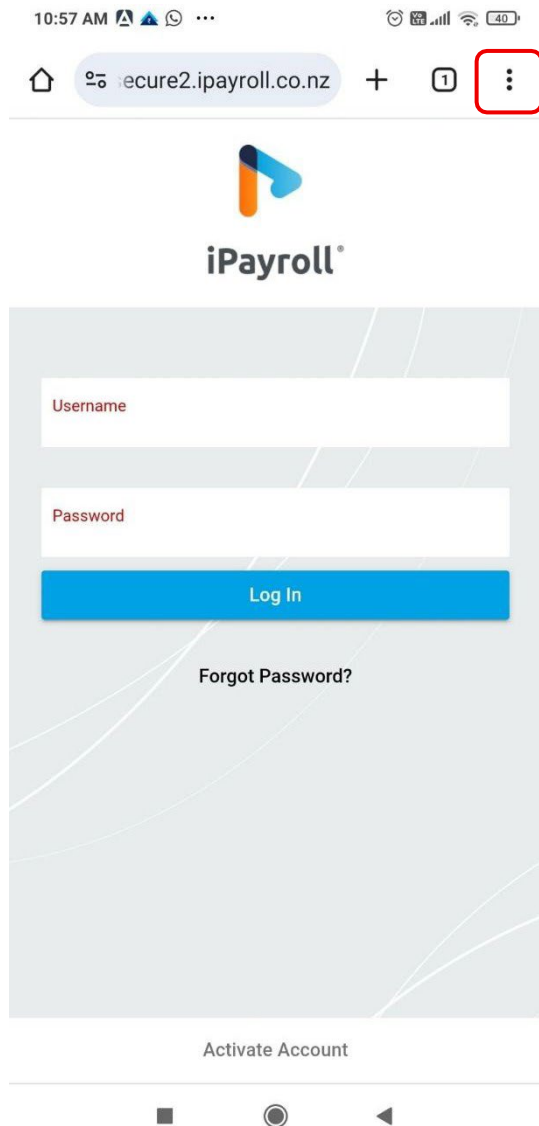 10:57 AM ... 40
ecure2.ipayroll.co.nz 1
iPayroll®
Username
Password
Log In
Forgot Password?
Activate Account